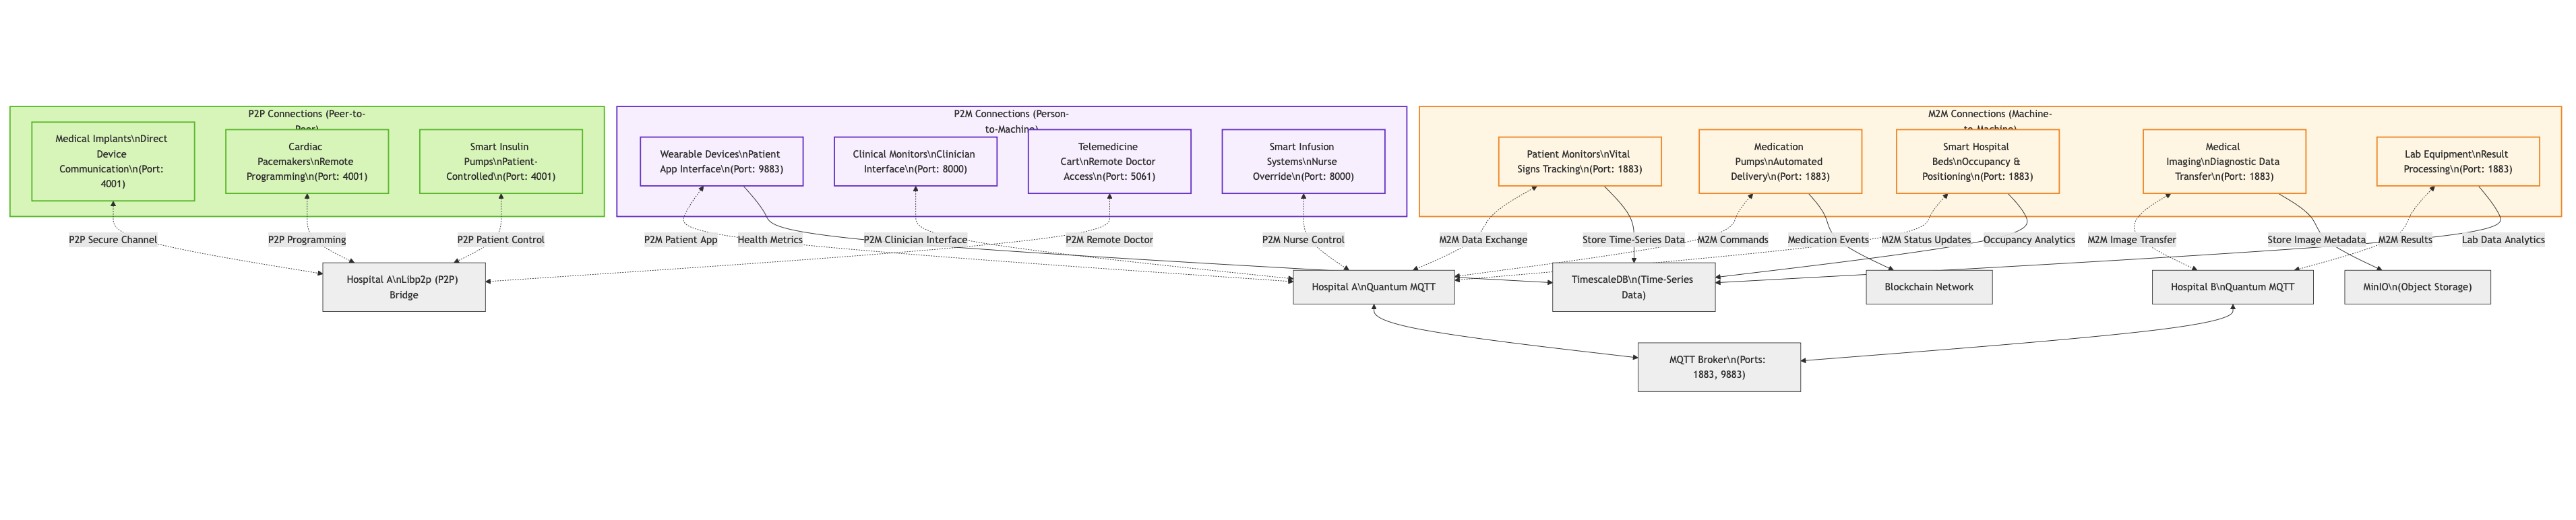 P2P Connections (Peer-to-
Peer)
Medical Implants\nDirect
Device
Communication\n(Port:
4001)
Cardiac
Pacemakers\nRemote
Programming\n(Port: 4001)
Smart Insulin
Pumps\nPatient-
Controlled\n(Port: 4001)
P2M Connections (Person-
to-Machine)
Wearable Devices\nPatient
App Interface\n(Port: 9883)
Clinical Monitors\nClinician
Interface\n(Port: 8000)
Telemedicine
Cart\nRemote Doctor
Access\n(Port: 5061)
Smart Infusion
Systems\nNurse
Override\n(Port: 8000)
M2M Connections (Machine-
to-Machine)
Patient Monitors\nVital
Signs Tracking\n(Port: 1883)
Medication
Pumps\nAutomated
Delivery\n(Port: 1883)
Smart Hospital
Beds\nOccupancy &
Positioning\n(Port: 1883)
Medical
Imaging\nDiagnostic Data
Transfer\n(Port: 1883)
Lab Equipment\nResult
Processing\n(Port: 1883)
P2P Secure Channel
P2P Programming
P2P Patient Control
P2M Patient App
Health Metrics
P2M Clinician Interface
P2M Remote Doctor
P2M Nurse Control
M2M Data Exchange
Store Time-Series Data
M2M Commands
Medication Events
M2M Status Updates
Occupancy Analytics
M2M Image Transfer
Store Image Metadata
M2M Results
Lab Data Analytics
Hospital A\nLibp2p (P2P)
Bridge
Hospital A\nQuantum MQTT
TimescaleDB\n(Time-Series
Data)
Blockchain Network
Hospital B\nQuantum MQTT
MinIO\n(Object Storage)
MQTT Broker\n(Ports:
1883, 9883)